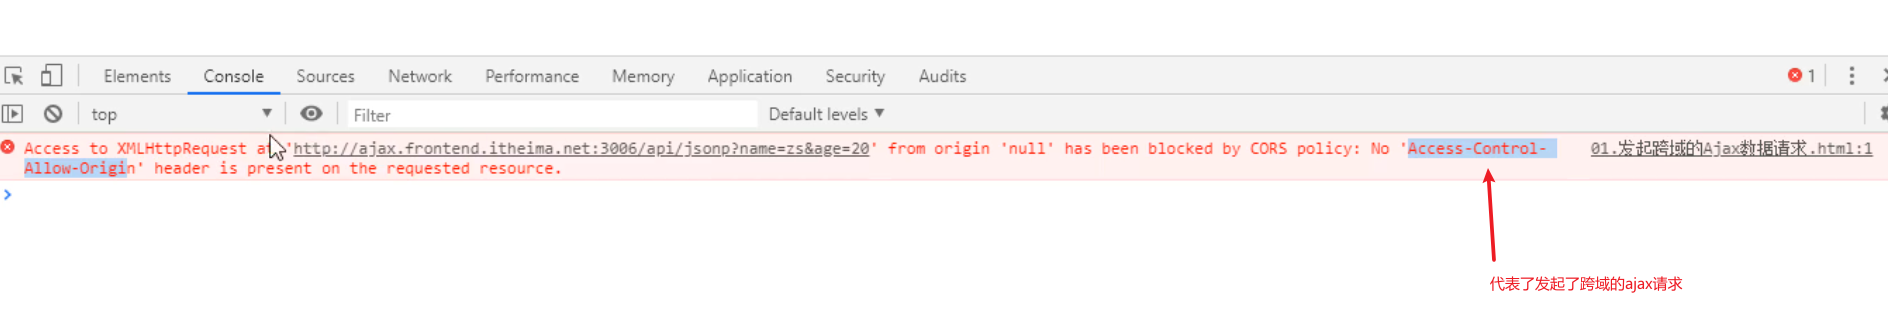 Elements Console Sources Network Performance Memory Application Security Audits 1
top Filter Default levels
Access to XMLHttpRequest at 'http://ajax.frontend.itheima.net:3006/api/jsonp?name=zs&age=20' from origin 'null' has been blocked by CORS policy: No 'Access-Control- 01.发起跨域的Ajax数据请求.html:1
Allow-Origin' header is present on the requested resource.
代表了发起了跨域的ajax请求